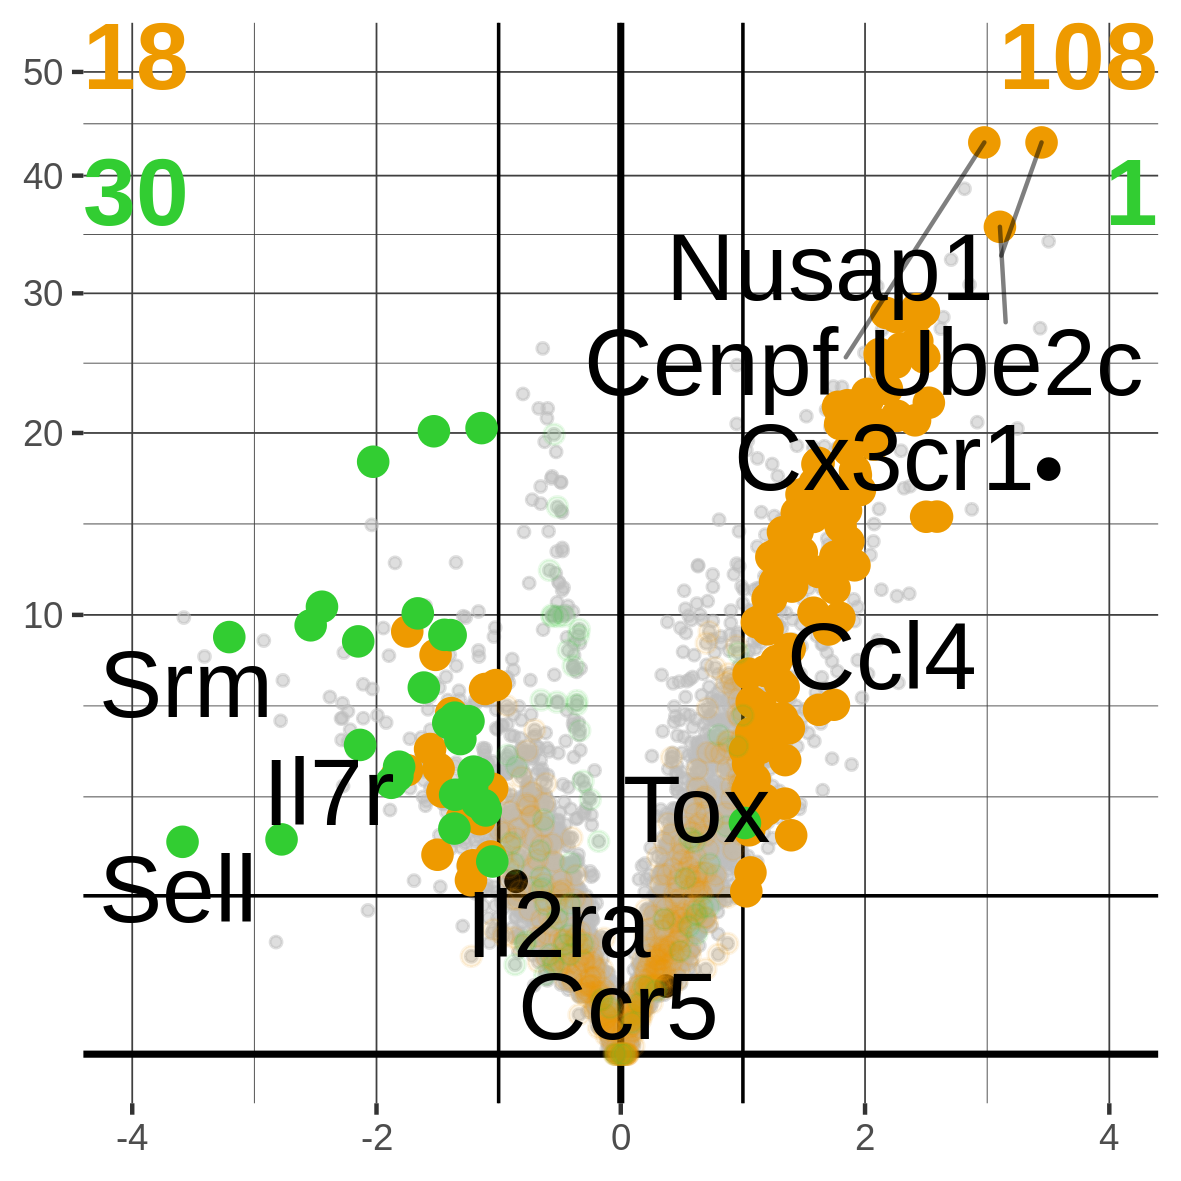 18 108
50
40
30 1
Nusap1
30
Cenpf Ube2c
20
Cx3cr1
10
Ccl4
Srm
Il7r
Tox
Sell
Il2ra
Ccr5
-4 -2 0 2 4